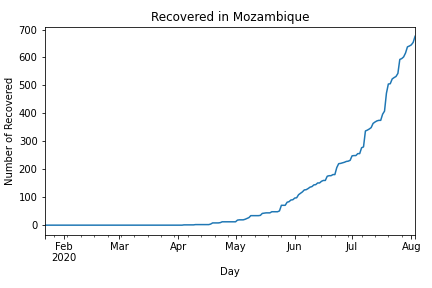 Recovered in Mozambique
700
600
500
400
300
200
100
0
Number of Recovered
Feb Mar Apr May Jun Jul Aug
2020
Day